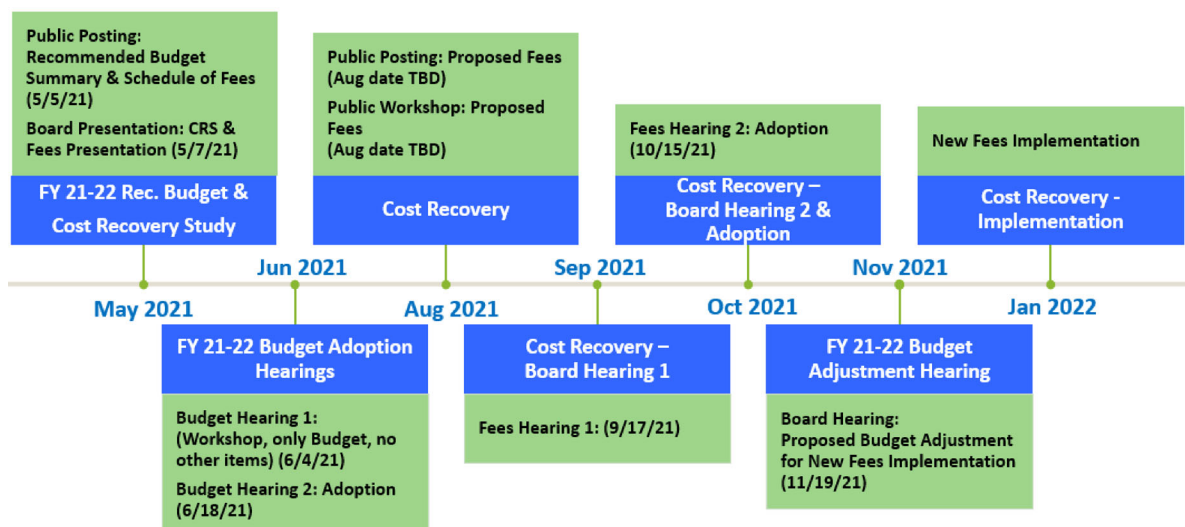 Public Posting:
Recommended Budget
Summary & Schedule of Fees
(5/5/21)
Board Presentation: CRS &
Fees Presentation (5/7/21)
FY 21-22 Rec. Budget &
Cost Recovery Study
Public Posting: Proposed Fees
(Aug date TBD)
Public Workshop: Proposed
Fees
(Aug date TBD)
Cost Recovery
Fees Hearing 2: Adoption
(10/15/21)
Cost Recovery –
Board Hearing 2 &
Adoption
New Fees Implementation
Cost Recovery -
Implementation
Jun 2021
Sep 2021
Nov 2021
May 2021
Aug 2021
Oct 2021
Jan 2022
FY 21-22 Budget Adoption
Hearings
Budget Hearing 1:
(Workshop, only Budget, no
other items) (6/4/21)
Budget Hearing 2: Adoption
(6/18/21)
Cost Recovery –
Board Hearing 1
Fees Hearing 1: (9/17/21)
FY 21-22 Budget
Adjustment Hearing
Board Hearing:
Proposed Budget Adjustment
for New Fees Implementation
(11/19/21)